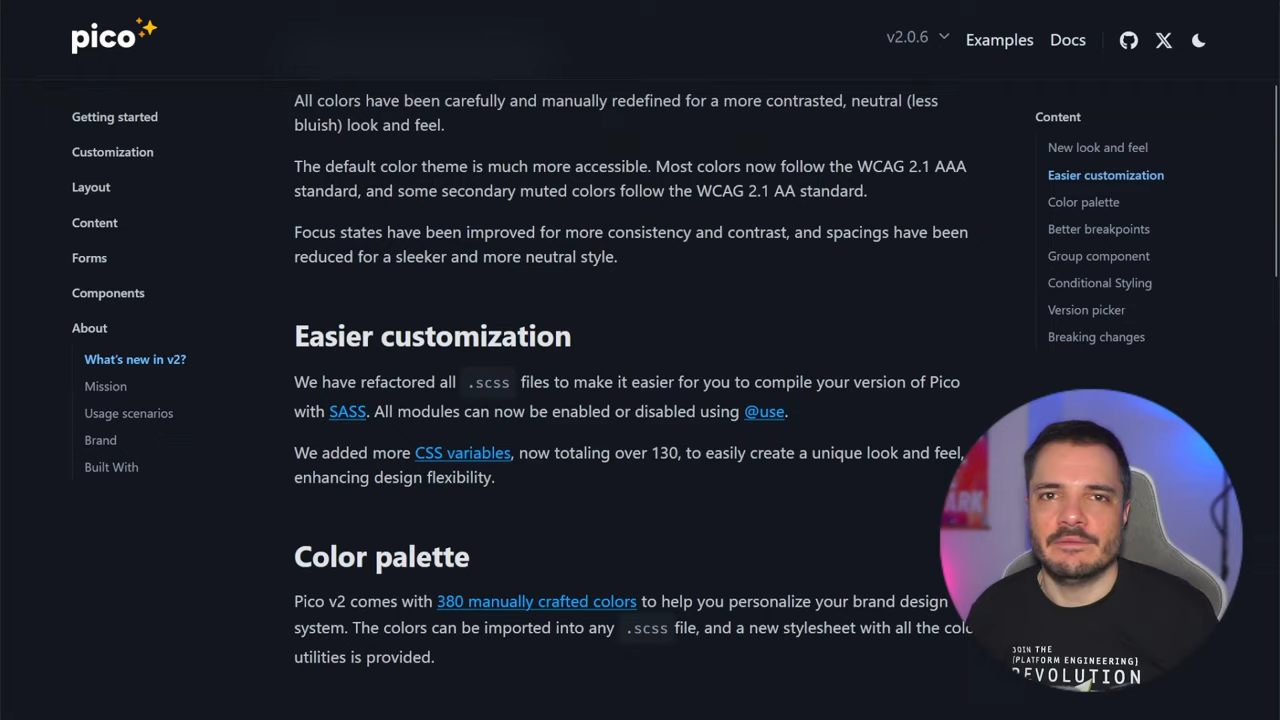 pico
v2.0.6
Examples
Docs
Getting started
Customization
Layout
Content
Forms
Components
About
What's new in v2?
Mission
Usage scenarios
Brand
Built With
All colors have been carefully and manually redefined for a more contrasted, neutral (less
bluish) look and feel.
The default color theme is much more accessible. Most colors now follow the WCAG 2.1 AAA
standard, and some secondary muted colors follow the WCAG 2.1 AA standard.
Focus states have been improved for more consistency and contrast, and spacings have been
reduced for a sleeker and more neutral style.
Easier customization
We have refactored all .scss files to make it easier for you to compile your version of Pico
with SASS. All modules can now be enabled or disabled using @use.
We added more CSS variables, now totaling over 130, to easily create a unique look and feel,
enhancing design flexibility.
Color palette
Pico v2 comes with 380 manually crafted colors to help you personalize your brand design
system. The colors can be imported into any .scss file, and a new stylesheet with all the
utilities is provided.
Content
New look and feel
Easier customization
Color palette
Better breakpoints
Group component
Conditional Styling
Version picker
Breaking changes
JOIN THE
[PLATFORM ENGINEERING]
REVOLUTION